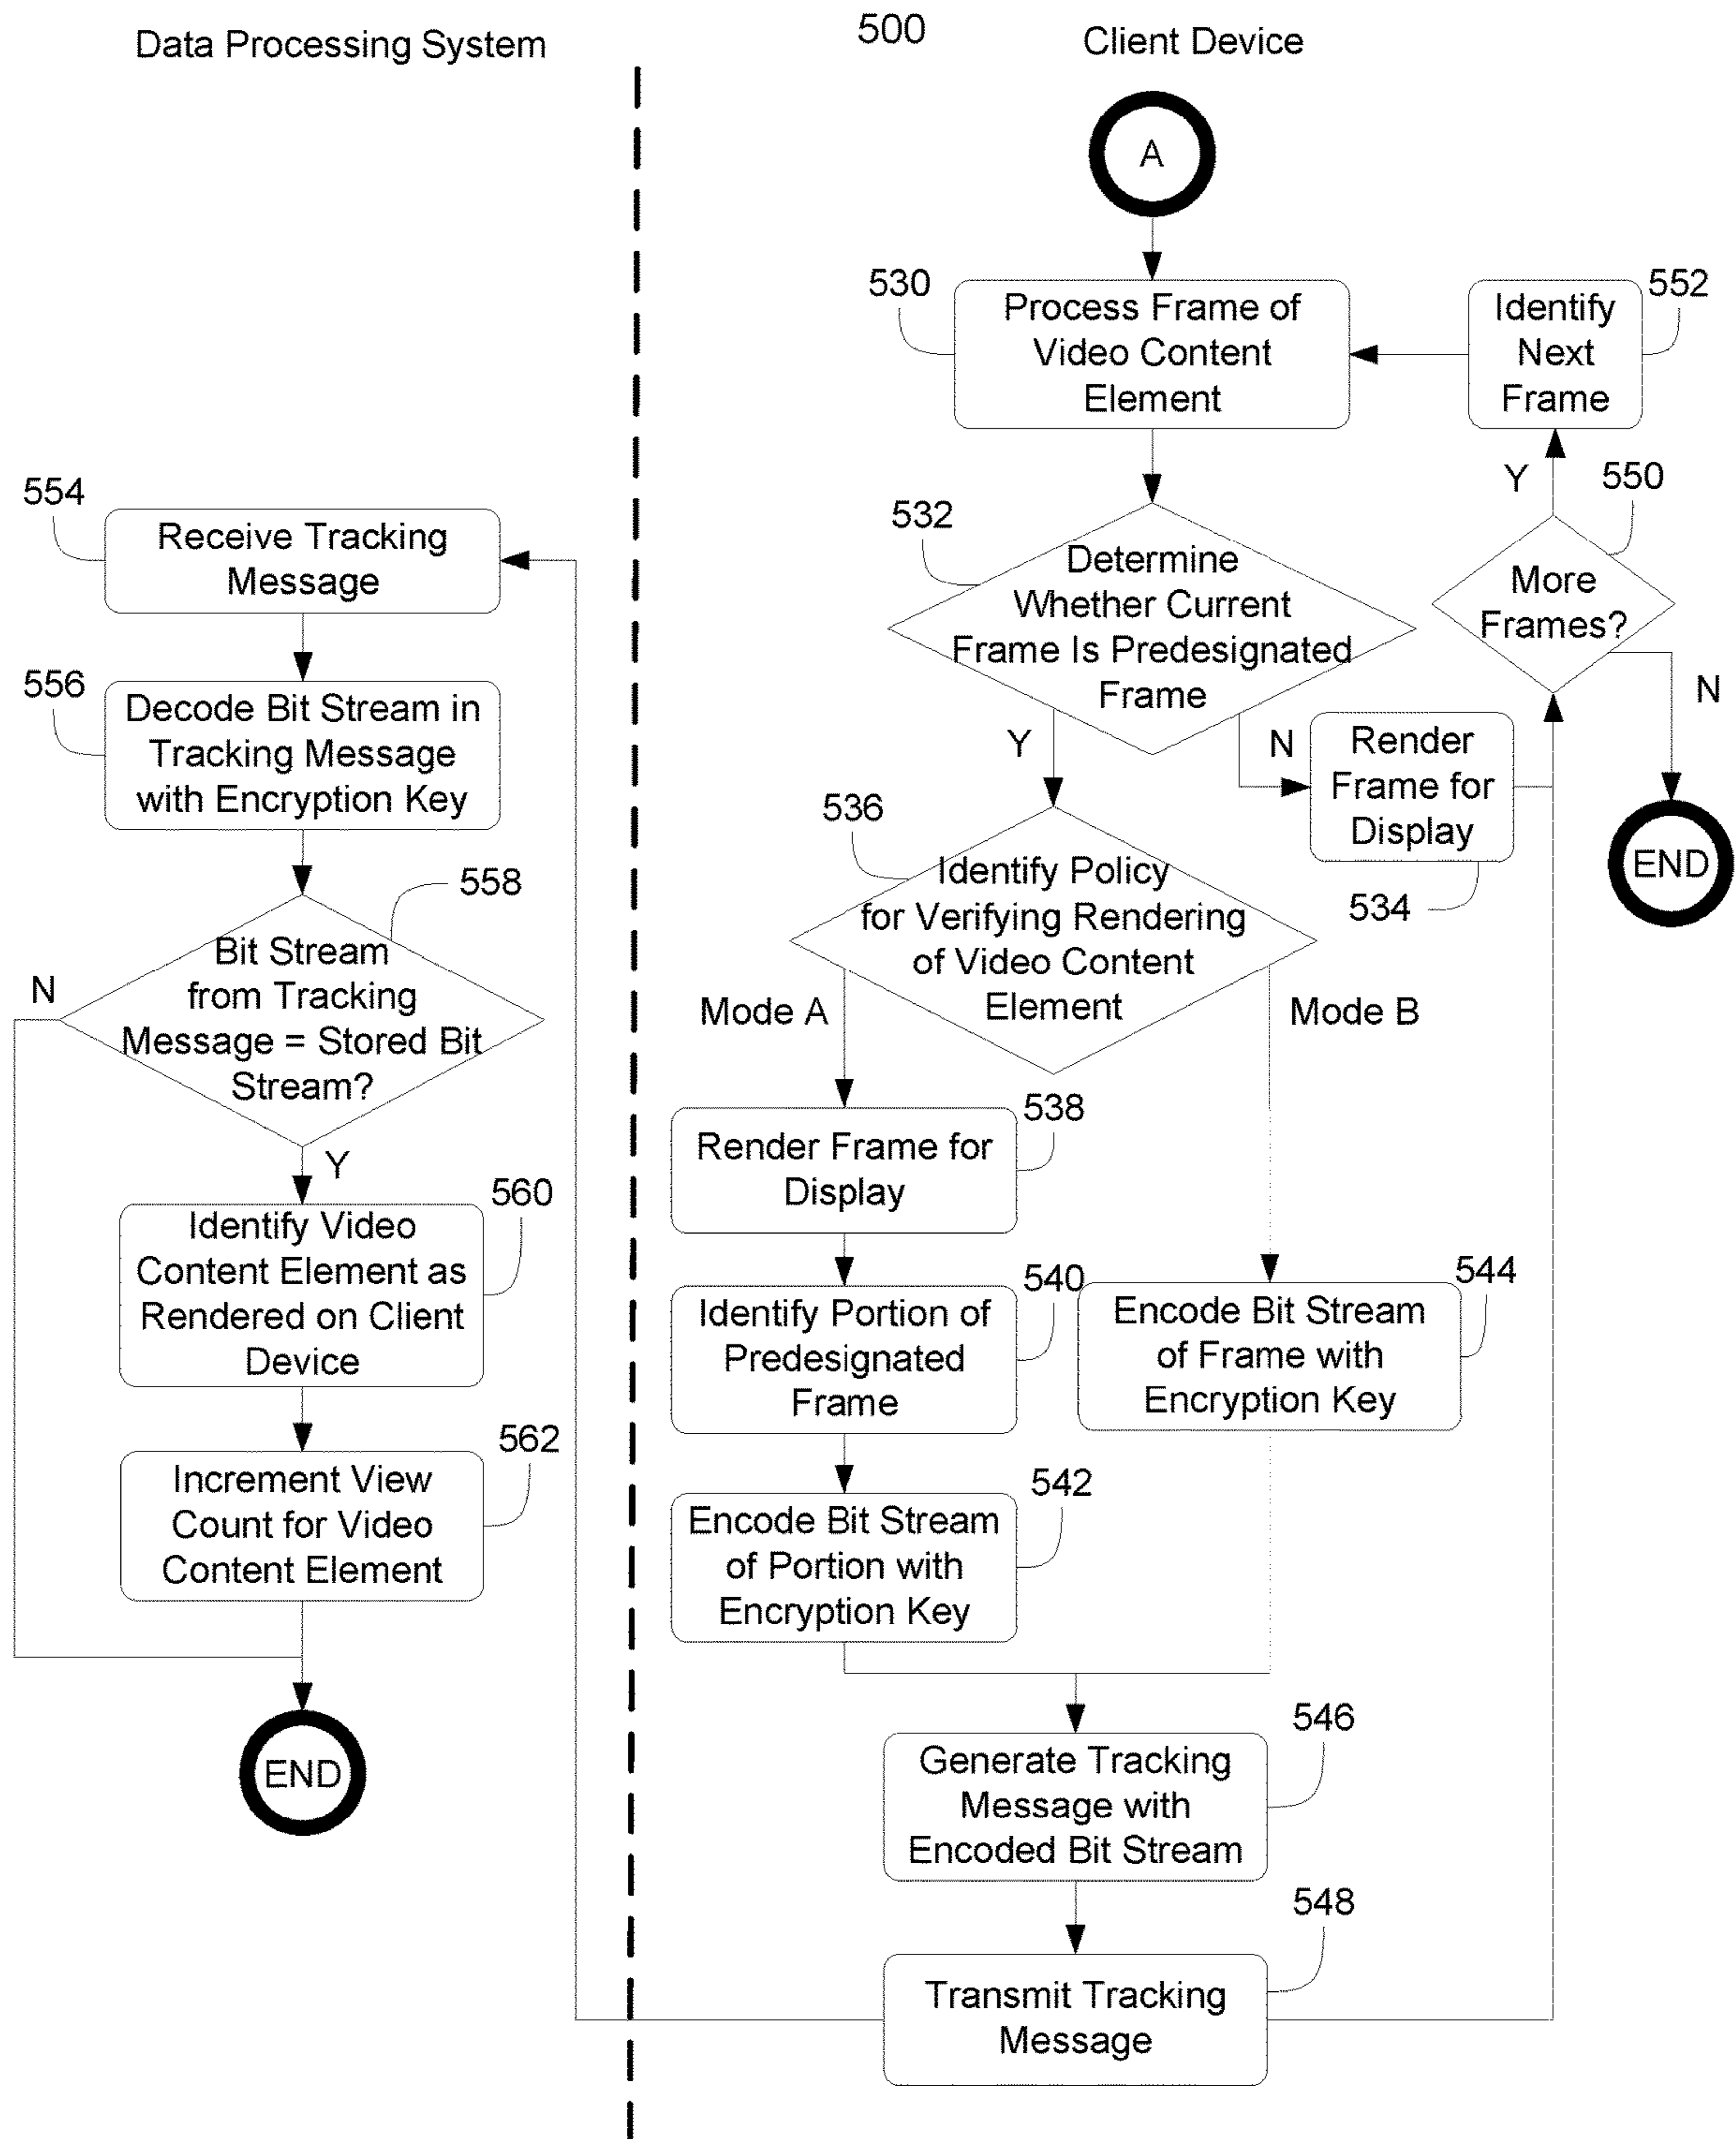 500
Data Processing System
Client Device
A
530
Process Frame of
Video Content
Element
552
Identify
Next
Frame
Y
550
More
Frames?
N
END
532
Determine
Whether Current
Frame Is Predesignated
Frame
Y
N
Render
Frame for
Display
534
536
Identify Policy
for Verifying Rendering
of Video Content
Element
Mode A
Mode B
538
Render Frame for
Display
540
Identify Portion of
Predesignated
Frame
542
Encode Bit Stream
of Portion with
Encryption Key
544
Encode Bit Stream
of Frame with
Encryption Key
546
Generate Tracking
Message with
Encoded Bit Stream
548
Transmit Tracking
Message
554
Receive Tracking
Message
556
Decode Bit Stream in
Tracking Message
with Encryption Key
558
Bit Stream
from Tracking
Message = Stored Bit
Stream?
N
Y
560
Identify Video
Content Element as
Rendered on Client
Device
562
Increment View
Count for Video
Content Element
END